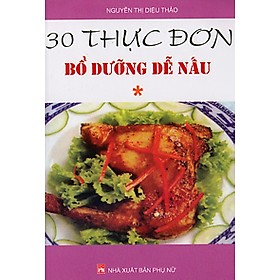 NGUYỄN THỊ DIỆU THẢO
30 THỰC ĐƠN
BỔ DƯỠNG DỄ NẤU
*
NHÀ XUẤT BẢN PHỤ NỮ